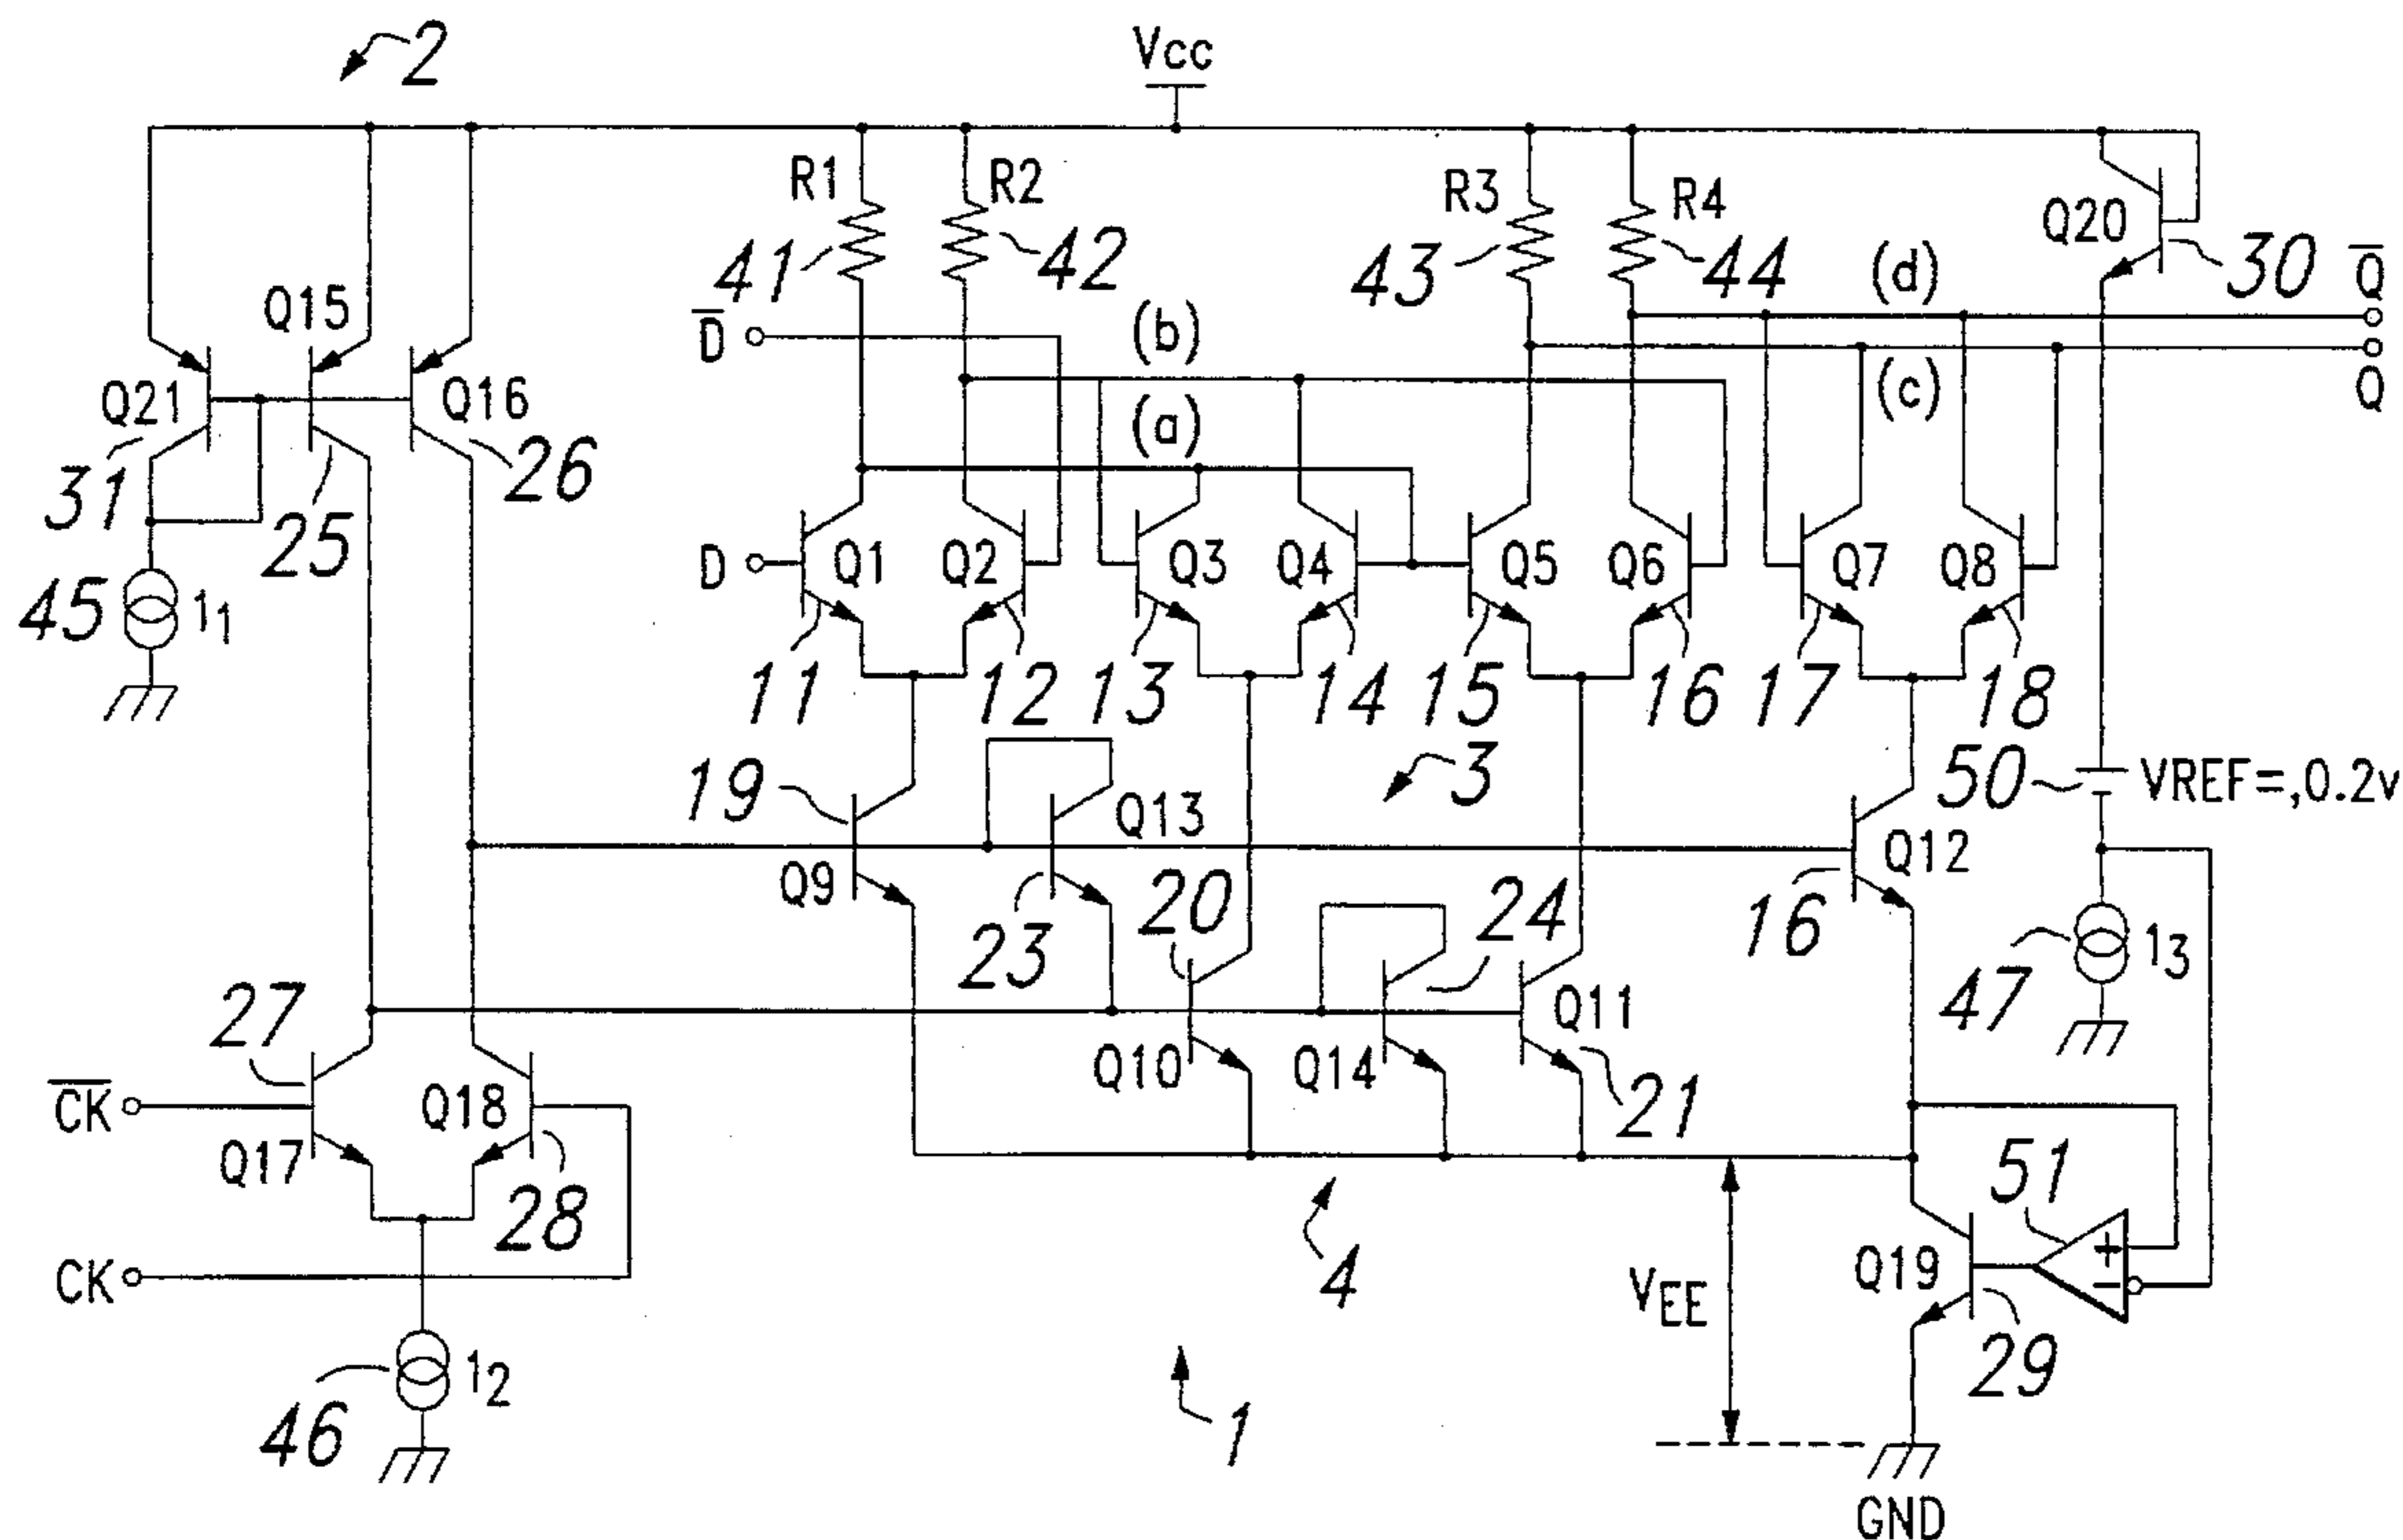 2
Vcc
R1
R2
R3
R4
Q20
41
42
43
44
(d)
30
Q̅
Q15
D̅
(b)
Q21
Q16
(a)
(c)
Q
31
25
26
D
Q1
Q2
Q3
Q4
Q5
Q6
Q7
Q8
45
I1
11
12
13
14
15
16
17
18
19
3
50
VREF=,0.2v
Q13
Q12
Q9
23
20
24
16
47
I3
27
Q11
C̅K̅
Q18
Q10
Q14
21
Q17
28
51
CK
4
VEE
Q19
46
I2
1
29
GND